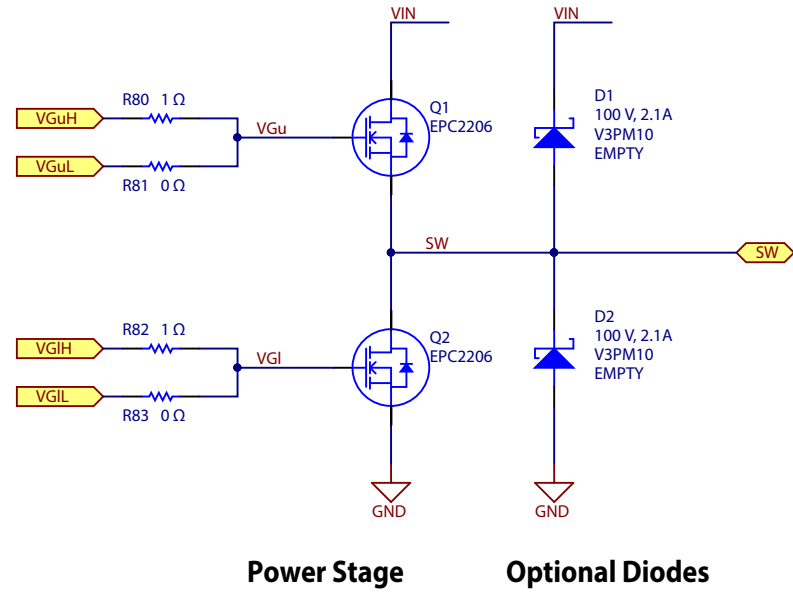 VIN
VIN
R80 1 Ω
VGuH
VGu
Q1
EPC2206
D1
100 V, 2.1A
V3PM10
EMPTY
VGuL
R81 0 Ω
SW
SW
R82 1 Ω
VGlH
VGl
Q2
EPC2206
D2
100 V, 2.1A
V3PM10
EMPTY
VGlL
R83 0 Ω
GND
GND
Power Stage
Optional Diodes